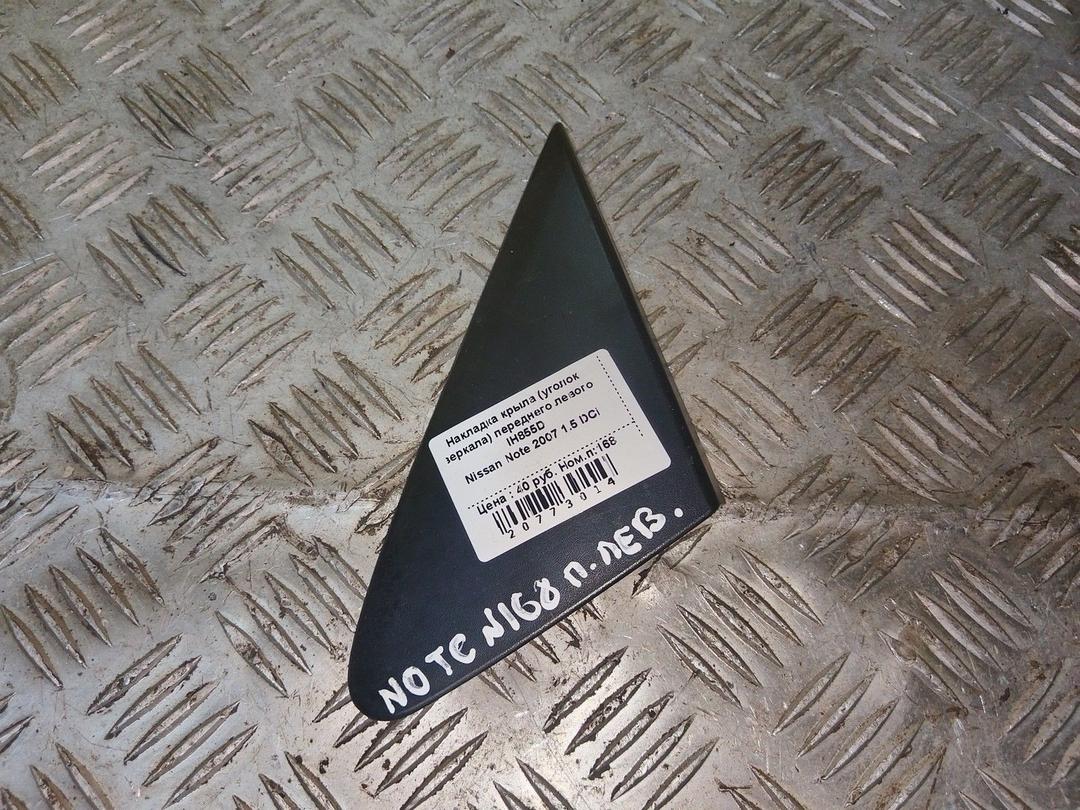 Накладка крыла (уголок
зеркала) переднего левого
IH855D
Nissan Note 2007 1.5 DCi
Цена : 40 руб. Ном.п.:168
20773014
NOTE N168 П. ЛЕВ.